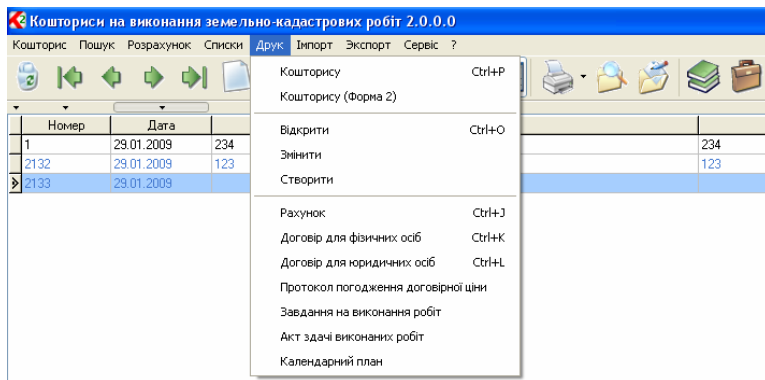 Кошториси на виконання земельно-кадастрових робіт 2.0.0.0
Кошторис Пошук Розрахунок Списки Друк Імпорт Экспорт Сервіс ?
Кошторису Ctrl+P
Кошторису (Форма 2)
Номер Дата
Відкрити Ctrl+O
1 29.01.2009 234 234
Змінити
2132 29.01.2009 123 123
Створити
2133 29.01.2009
Рахунок Ctrl+J
Договір для фізичних осіб Ctrl+K
Договір для юридичних осіб Ctrl+L
Протокол погодження договірної ціни
Завдання на виконання робіт
Акт здачі виконаних робіт
Календарний план